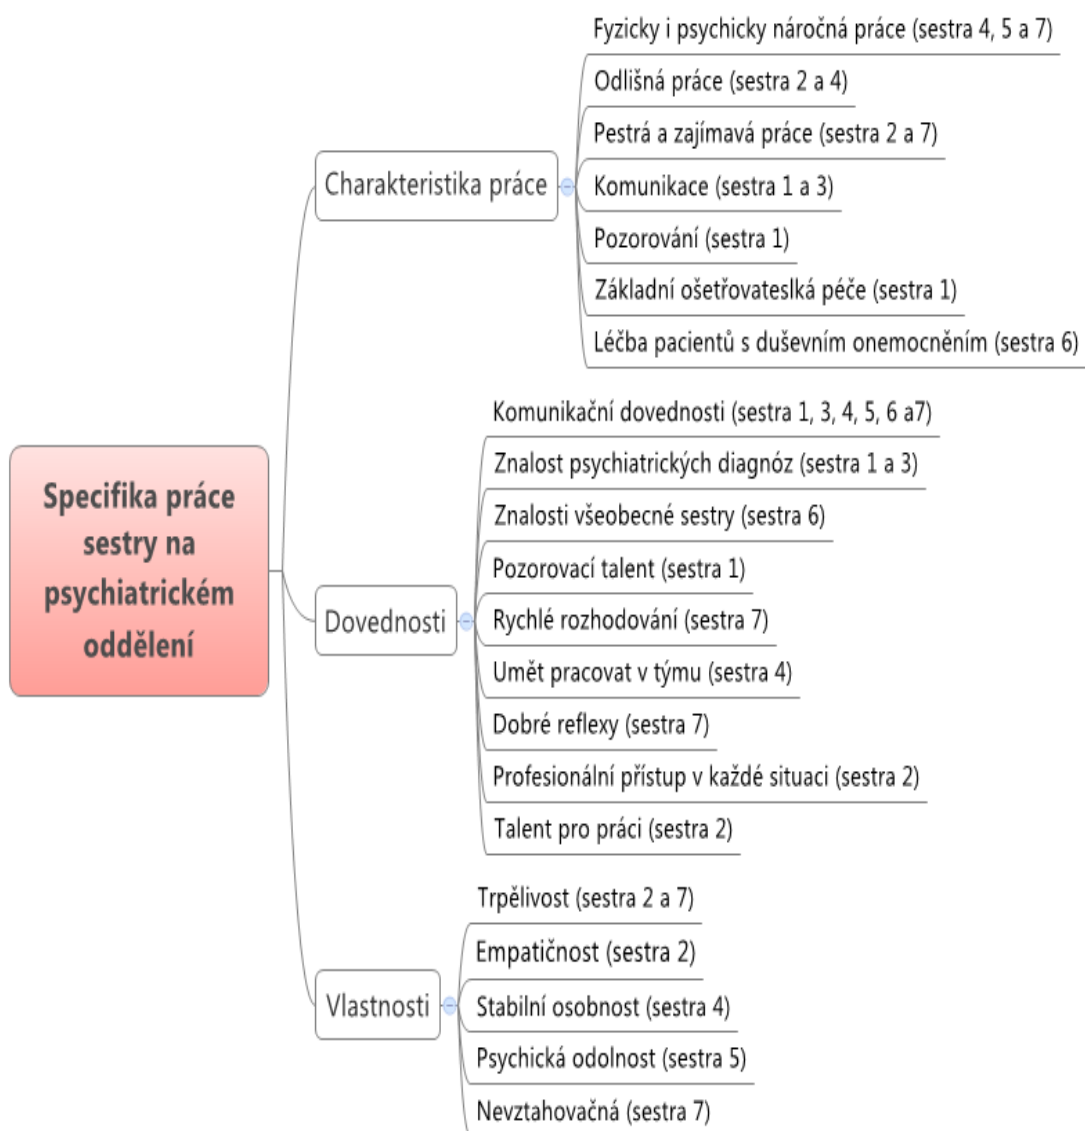 Specifika práce
sestry na
psychiatrickém
oddělení
Charakteristika práce
Fyzicky i psychicky náročná práce (sestra 4, 5 a 7)
Odlišná práce (sestra 2 a 4)
Pestrá a zajímavá práce (sestra 2 a 7)
Komunikace (sestra 1 a 3)
Pozorování (sestra 1)
Základní ošetřovateslká péče (sestra 1)
Léčba pacientů s duševním onemocněním (sestra 6)
Dovednosti
Komunikační dovednosti (sestra 1, 3, 4, 5, 6 a7)
Znalost psychiatrických diagnóz (sestra 1 a 3)
Znalosti všeobecné sestry (sestra 6)
Pozorovací talent (sestra 1)
Rychlé rozhodování (sestra 7)
Umět pracovat v týmu (sestra 4)
Dobré reflexy (sestra 7)
Profesionální přístup v každé situaci (sestra 2)
Talent pro práci (sestra 2)
Vlastnosti
Trpělivost (sestra 2 a 7)
Empatičnost (sestra 2)
Stabilní osobnost (sestra 4)
Psychická odolnost (sestra 5)
Nevztahovačná (sestra 7)